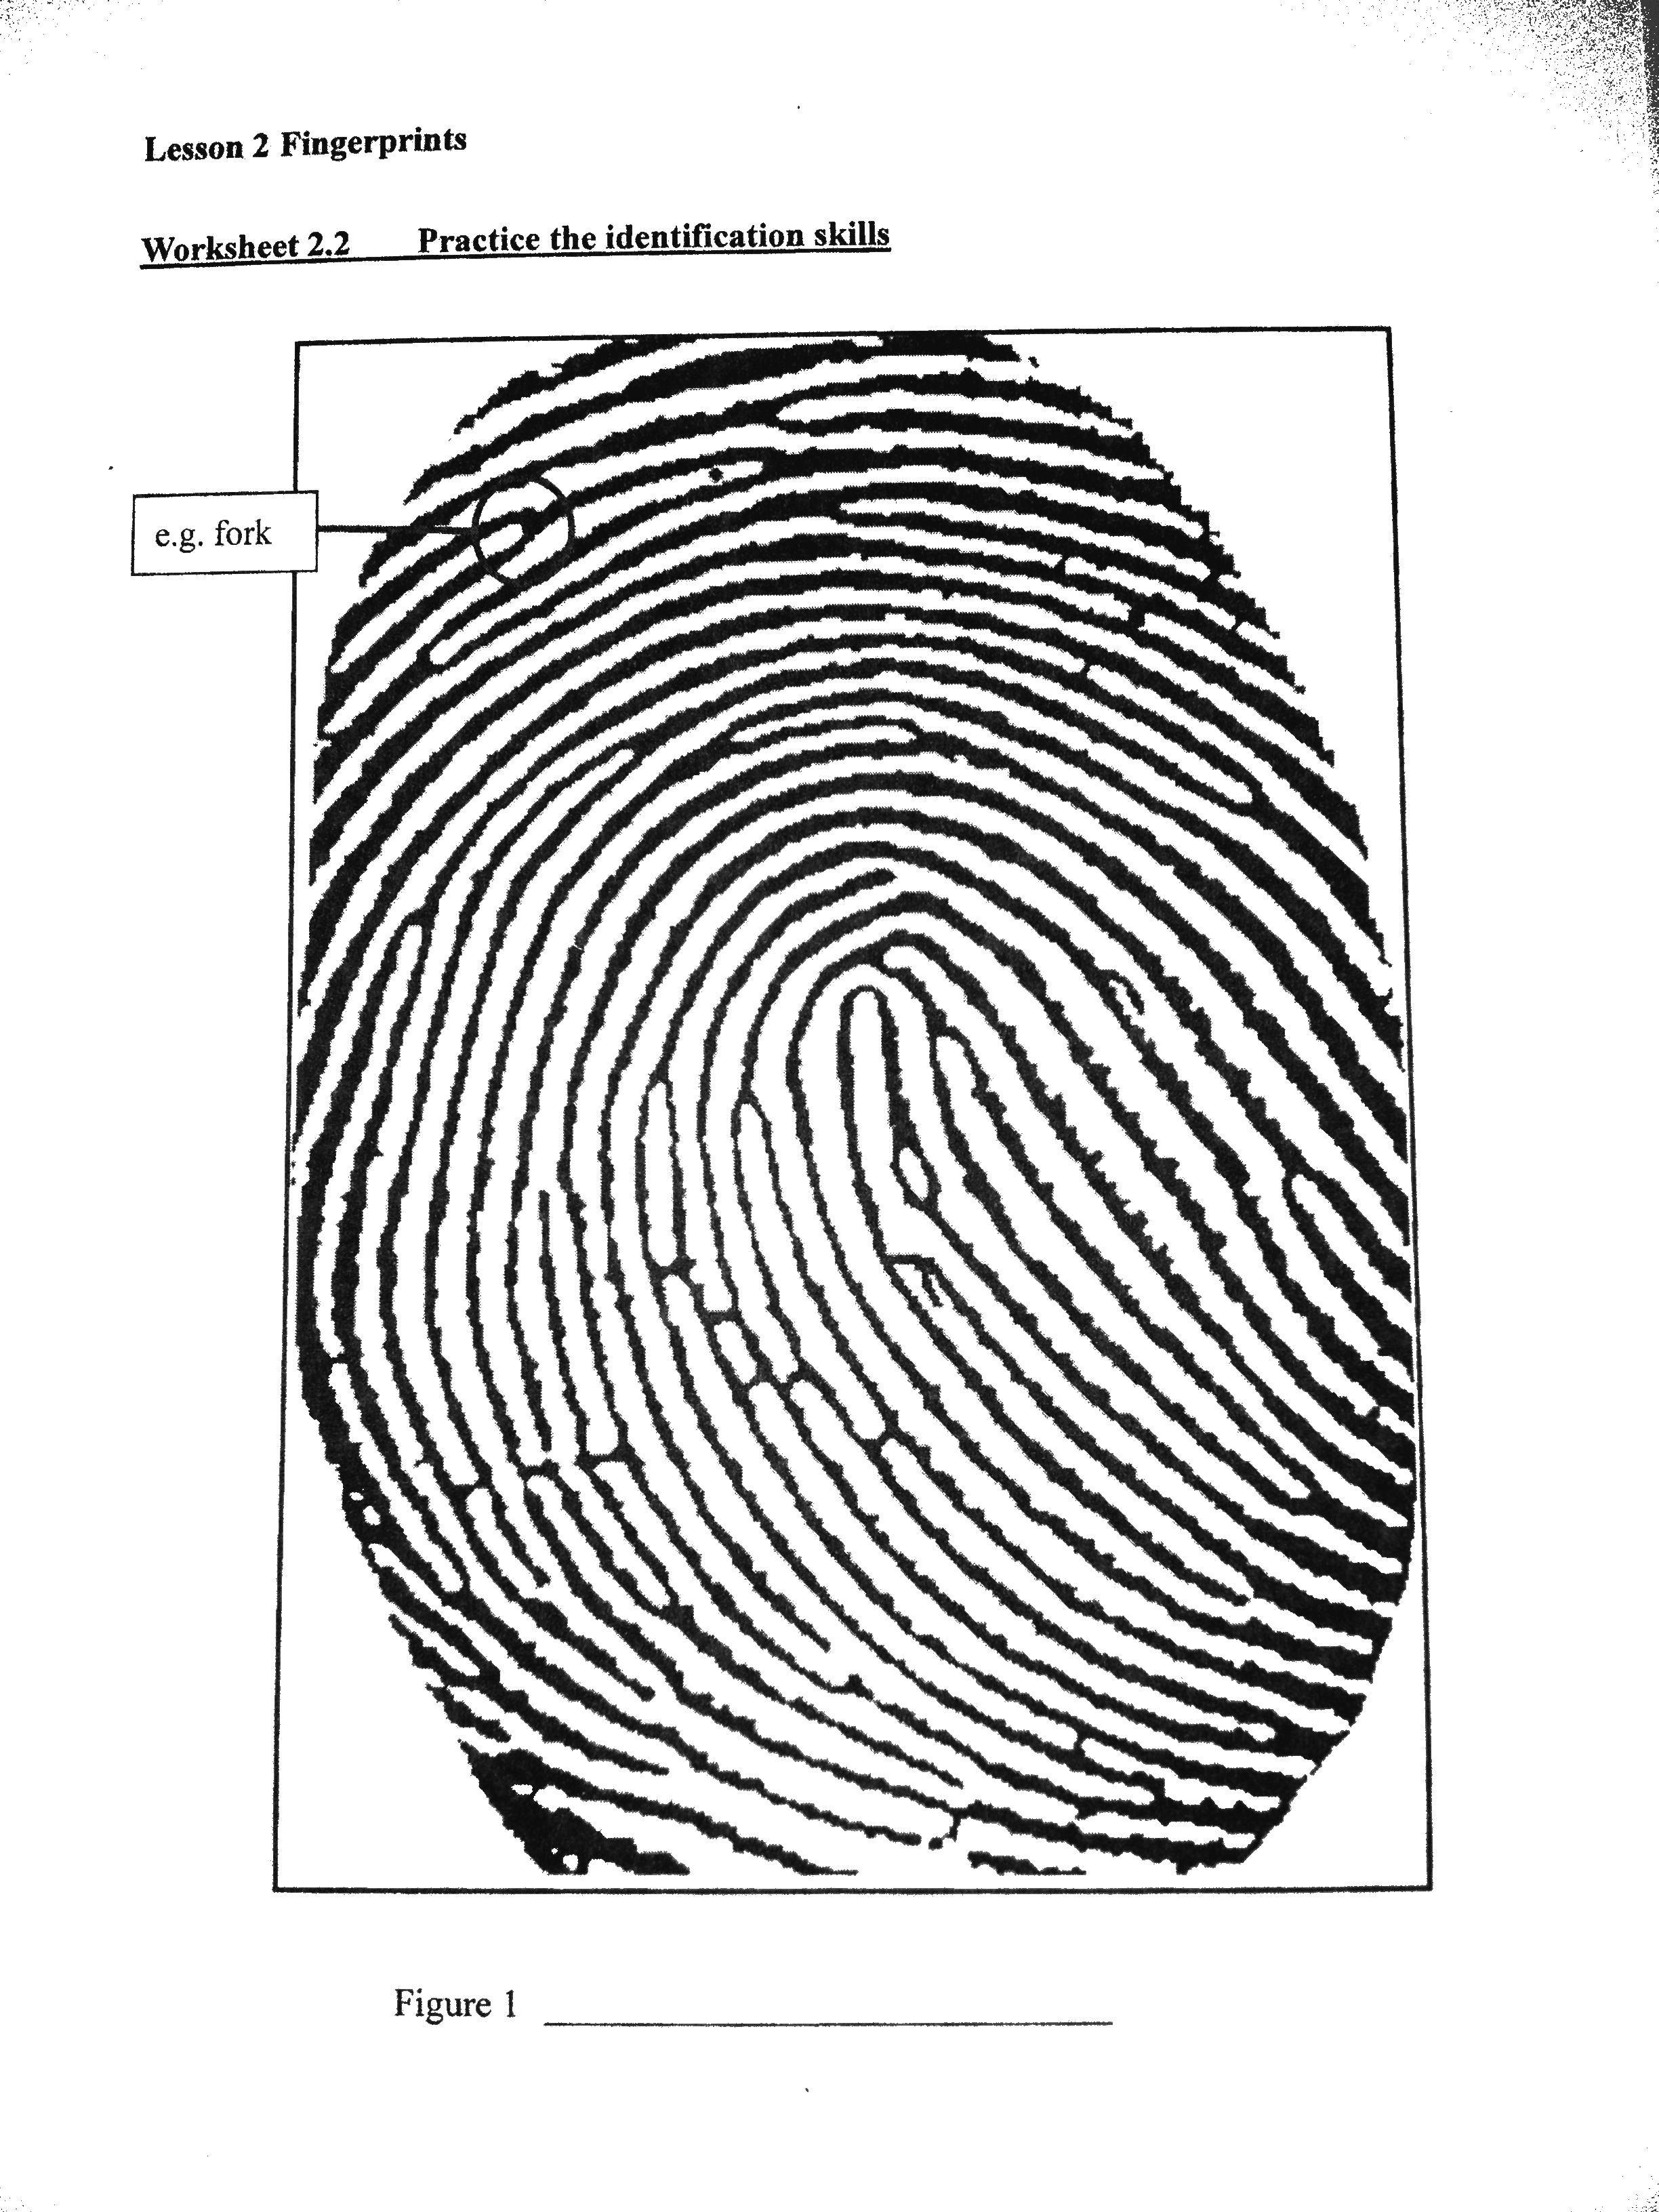 Lesson 2 Fingerprints
Worksheet 2.2 Practice the identification skills
e.g. fork
Figure 1